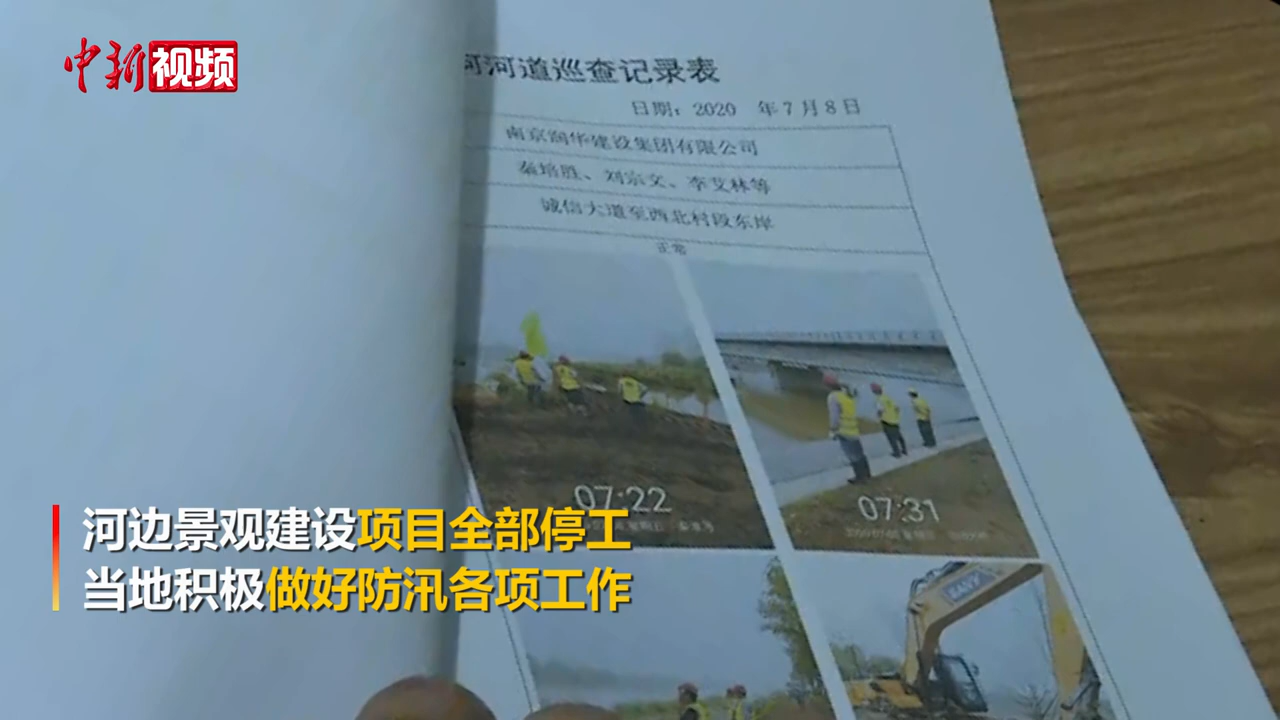 中新视频
河道巡查记录表
日期：2020 年7月8日
南京润华建设集团有限公司
秦培胜、刘宗文、李艾林等
诚信大道至西北村段东岸
正常
07:22
07:31
SANY
河边景观建设项目全部停工
当地积极做好防汛各项工作